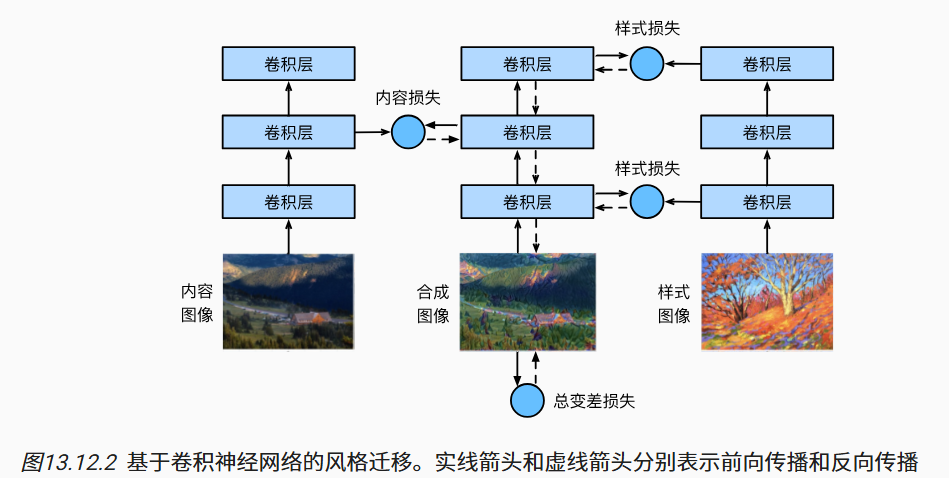 样式损失
卷积层
卷积层
卷积层
内容损失
卷积层
卷积层
卷积层
样式损失
卷积层
卷积层
卷积层
内容
图像
合成
图像
样式
图像
总变差损失
图13.12.2 基于卷积神经网络的风格迁移。实线箭头和虚线箭头分别表示前向传播和反向传播